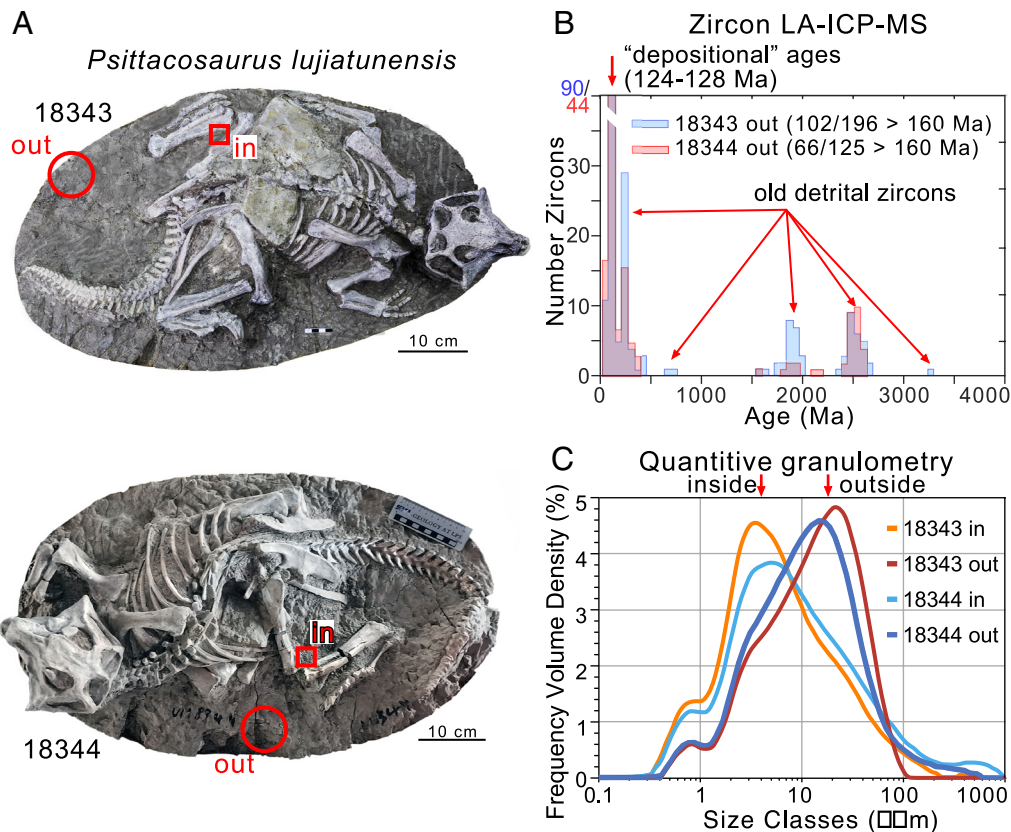 A
Psittacosaurus lujiatunensis
18343
out
in
10 cm
in
18344
out
10 cm
GEOLOGY
B
Zircon LA-ICP-MS
"depositional" ages
(124-128 Ma)
90/
44
40
30
20
10
0
Number Zircons
18343 out (102/196 > 160 Ma)
18344 out (66/125 > 160 Ma)
old detrital zircons
0
1000
2000
3000
4000
Age (Ma)
C
Quantitive granulometry
inside
outside
5
4
3
2
1
0
Frequency Volume Density (%)
18343 in
18343 out
18344 in
18344 out
0.1
1
10
100
1000
Size Classes (□□m)